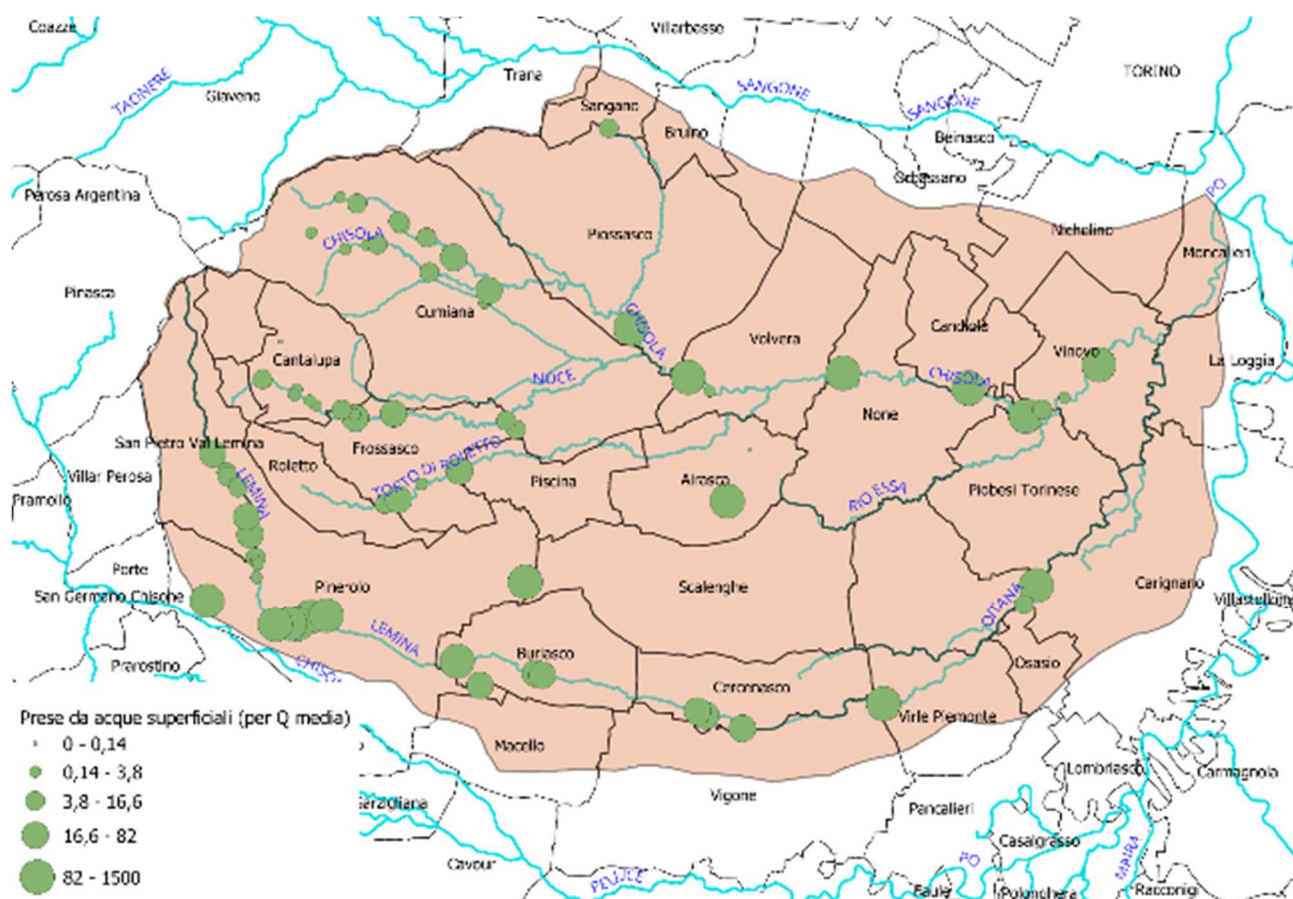 Coazze
Villarbasse
Trana
TORINO
TAONERE
Giaveno
SANGONE
SANGONE
Sangano
Bruino
Beinasco
Orbassano
Perosa Argentina
PO
CHISOLA
Piossasco
Nichelino
Moncalieri
Pinasca
Cumiana
CHISOLA
Volvera
Candiolo
Vinovo
La Loggia
Cantalupa
NOCE
CHISOLA
None
San Pietro Val Lemina
Frossasco
Roletto
TORTO DI ROLETTO
Villar Perosa
LEMINA
Piscina
Airasca
RIO ESSA
Piobesi Torinese
Pramollo
Porte
Pinerolo
Scalenghe
Carignano
San Germano Chisone
OITANA
Villastellone
LEMINA
Prarostino
CHISO
Buriasco
Osasio
Cercenasco
Virle Piemonte
Prese da acque superficiali (per Q media)
0 - 0,14
0,14 - 3,8
3,8 - 16,6
16,6 - 82
82 - 1500
Macello
Lombriasco
Carmagnola
Vigone
Pancalieri
Casalgrasso
Cavour
PELLICE
PO
MAIRA
Faule
Polonghera
Racconigi